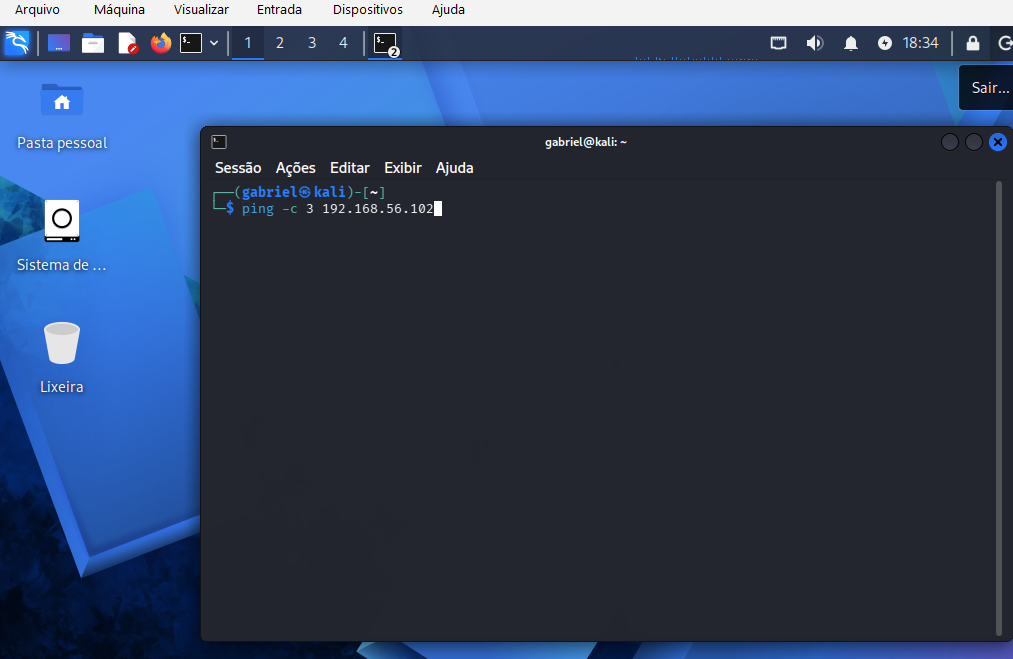 Arquivo Máquina Visualizar Entrada Dispositivos Ajuda
1 2 3 4 2 18:34
Sair...
Pasta pessoal
Sistema de ...
Lixeira
gabriel@kali: ~
Sessão Ações Editar Exibir Ajuda
┌──(gabriel㉿kali)-[~]
└─$ ping -c 3 192.168.56.102